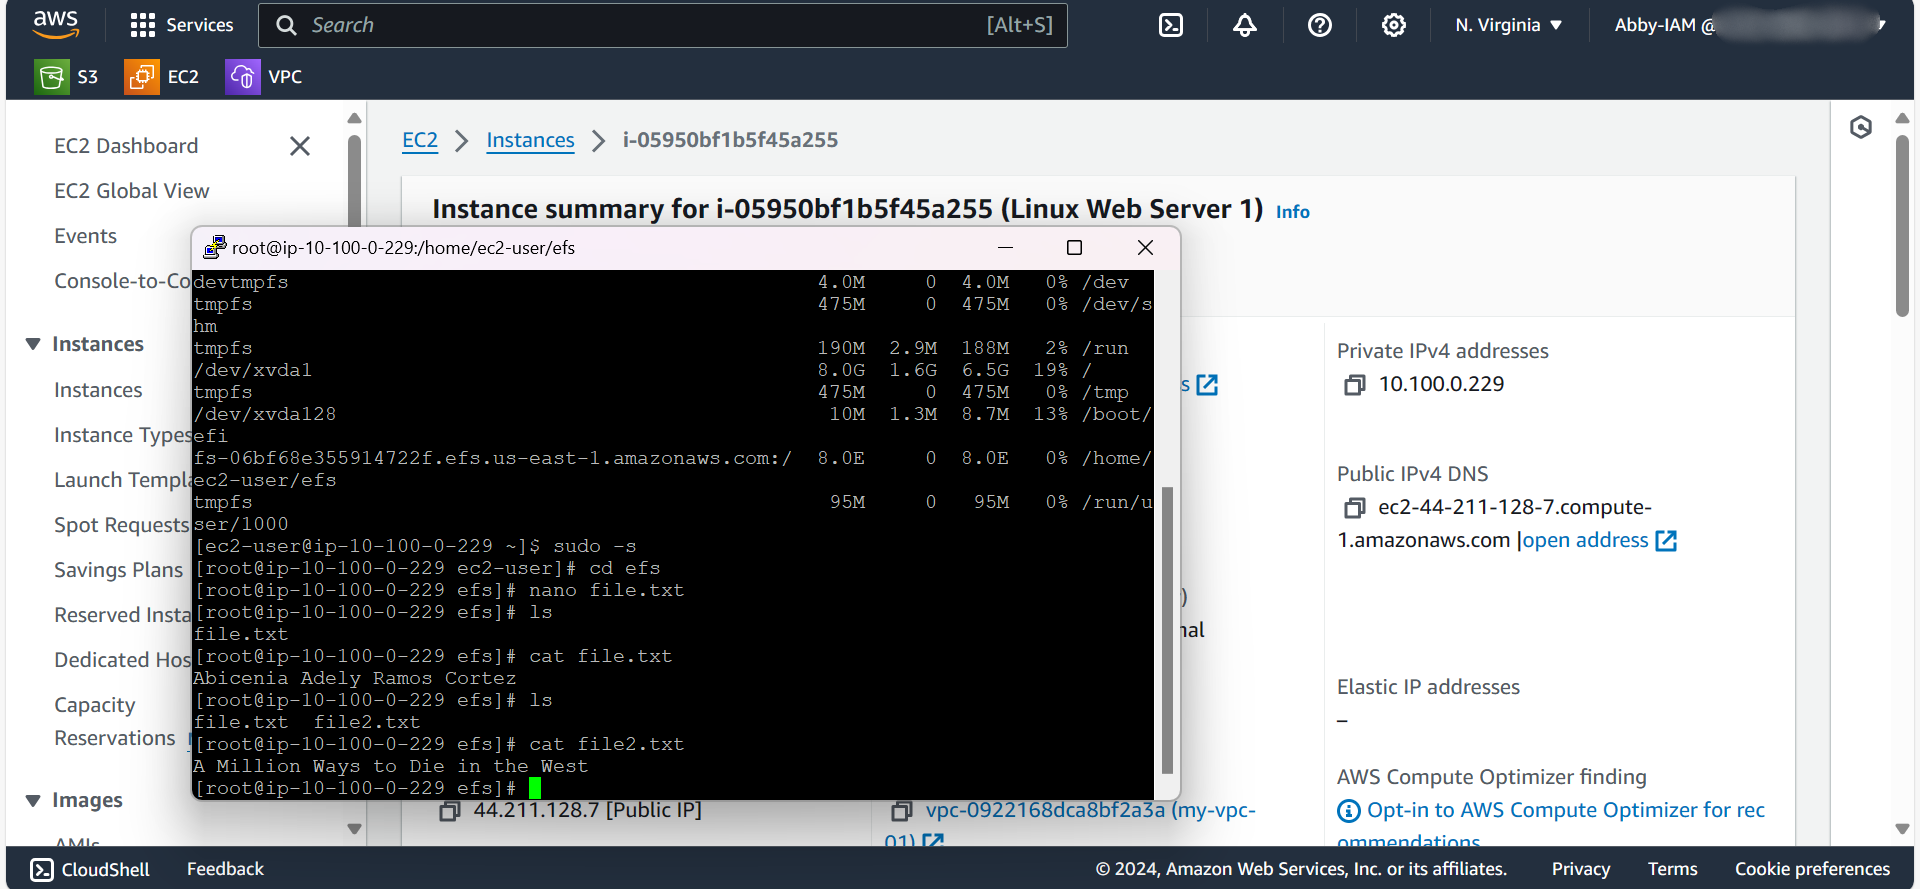 aws
Services
Search
[Alt+S]
N. Virginia
Abby-IAM @
S3
EC2
VPC
EC2 Dashboard
EC2 Global View
Events
Console-to-Co
Instances
Instances
Instance Types
Launch Templa
Spot Requests
Savings Plans
Reserved Insta
Dedicated Hos
Capacity
Reservations
Images
AMIs
EC2 > Instances > i-05950bf1b5f45a255
Instance summary for i-05950bf1b5f45a255 (Linux Web Server 1) Info
root@ip-10-100-0-229:/home/ec2-user/efs
devtmpfs 4.0M 0 4.0M 0% /dev
tmpfs 475M 0 475M 0% /dev/s
hm
tmpfs 190M 2.9M 188M 2% /run
/dev/xvda1 8.0G 1.6G 6.5G 19% /
tmpfs 475M 0 475M 0% /tmp
/dev/xvda128 10M 1.3M 8.7M 13% /boot/
efi
fs-06bf68e355914722f.efs.us-east-1.amazonaws.com:/ 8.0E 0 8.0E 0% /home/
ec2-user/efs
tmpfs 95M 0 95M 0% /run/u
ser/1000
[ec2-user@ip-10-100-0-229 ~]$ sudo -s
[root@ip-10-100-0-229 ec2-user]# cd efs
[root@ip-10-100-0-229 efs]# nano file.txt
[root@ip-10-100-0-229 efs]# ls
file.txt
[root@ip-10-100-0-229 efs]# cat file.txt
Abicenia Adely Ramos Cortez
[root@ip-10-100-0-229 efs]# ls
file.txt file2.txt
[root@ip-10-100-0-229 efs]# cat file2.txt
A Million Ways to Die in the West
[root@ip-10-100-0-229 efs]#
s
)
nal
44.211.128.7 [Public IP]
vpc-0922168dca8bf2a3a (my-vpc-
01)
Private IPv4 addresses
10.100.0.229
Public IPv4 DNS
ec2-44-211-128-7.compute-
1.amazonaws.com |open address
Elastic IP addresses
–
AWS Compute Optimizer finding
Opt-in to AWS Compute Optimizer for rec
ommendations
CloudShell
Feedback
© 2024, Amazon Web Services, Inc. or its affiliates.
Privacy
Terms
Cookie preferences